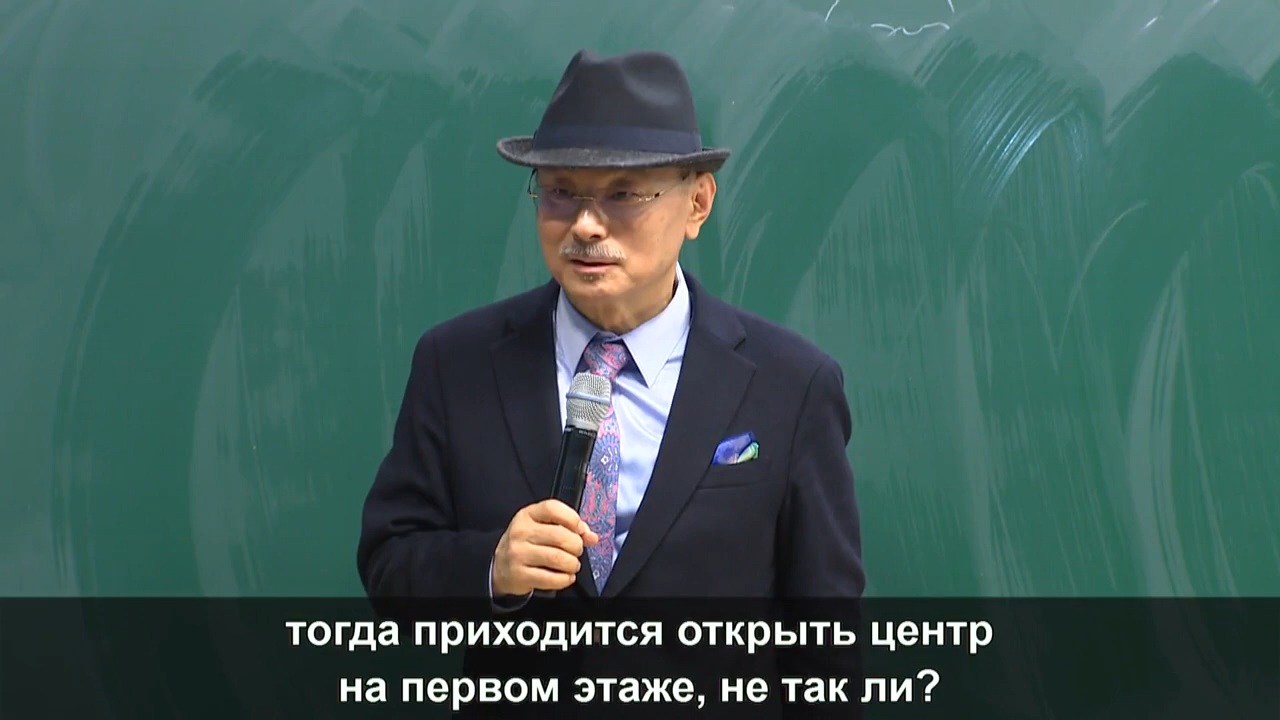 тогда приходится открыть центр
на первом этаже, не так ли?